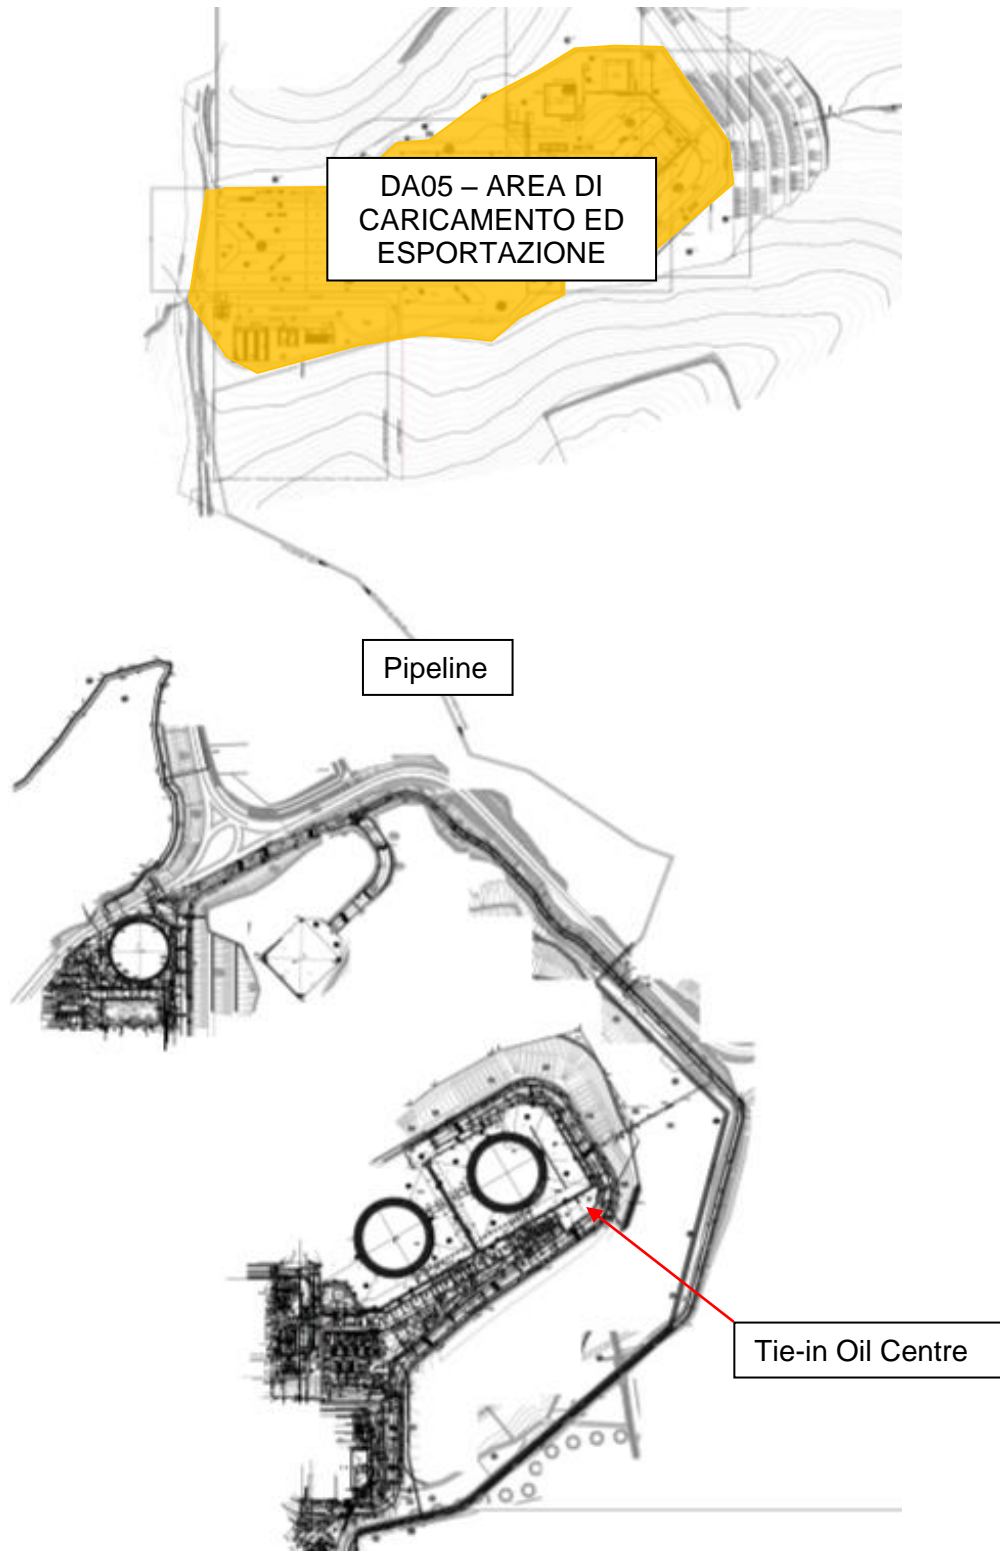 DA05 – AREA DI
CARICAMENTO ED
ESPORTAZIONE
Pipeline
Tie-in Oil Centre